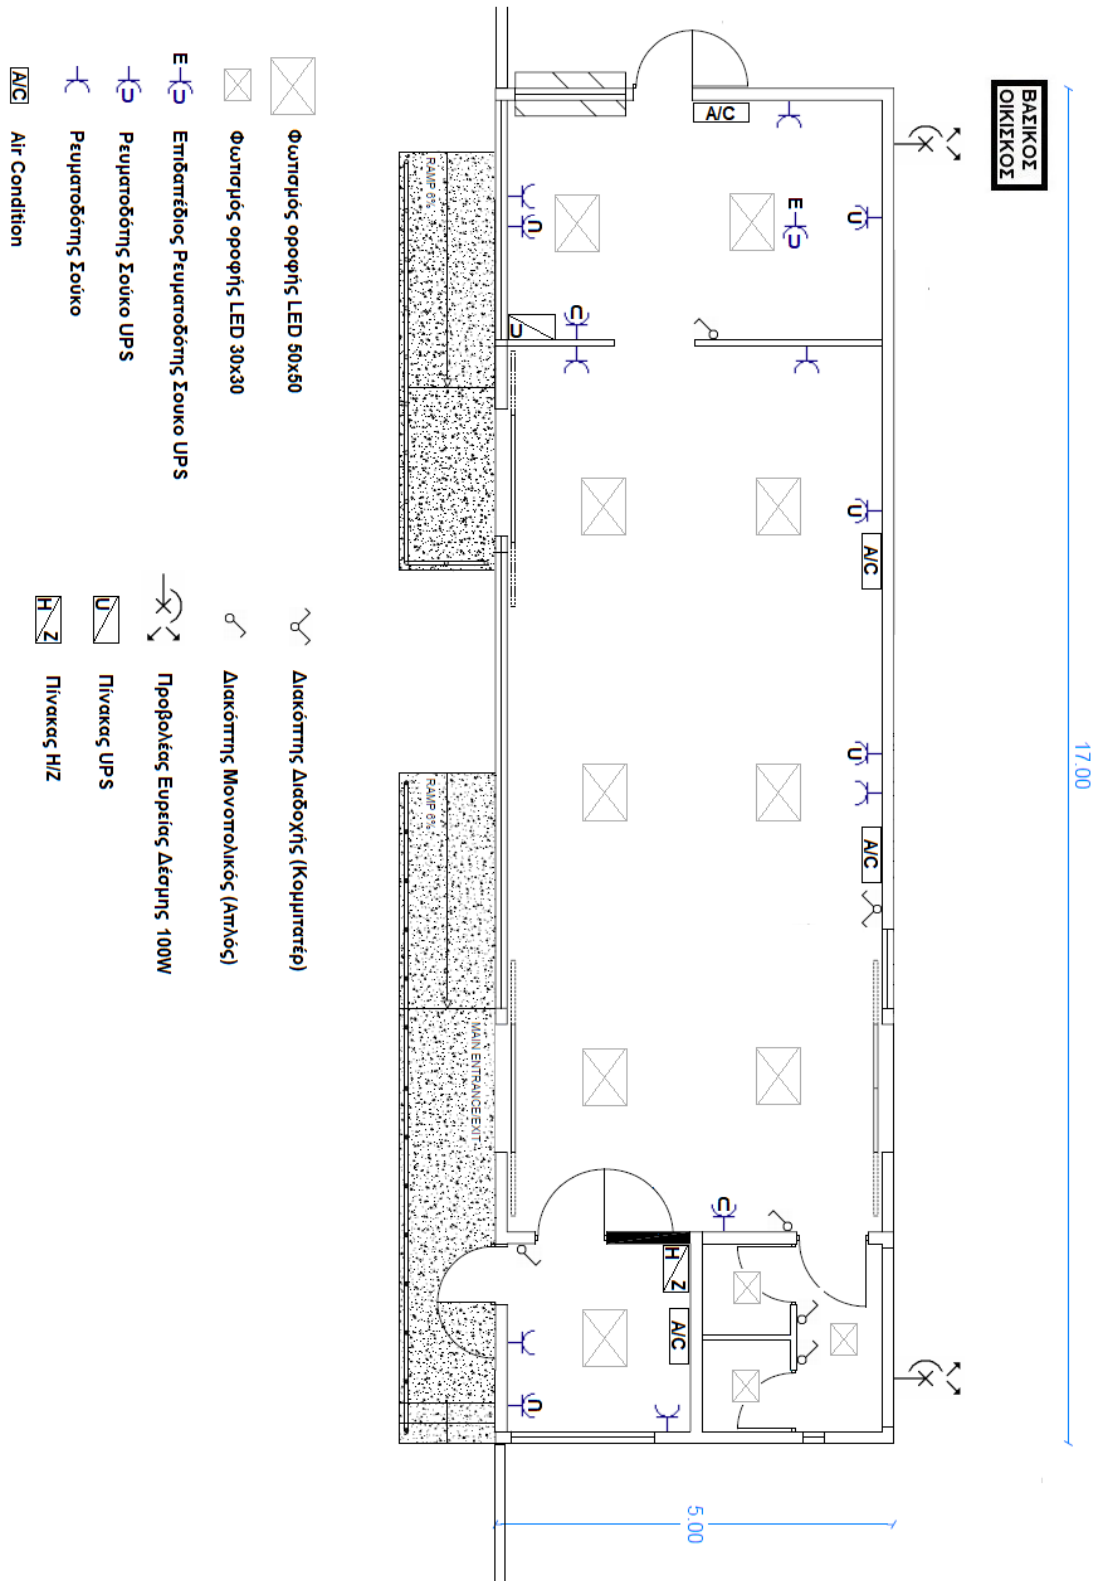 ΒΑΣΙΚΟΣ
ΟΙΚΙΣΚΟΣ
17.00
5.00
A/C
E
U
U
U
U
A/C
U
U
A/C
U
H Z
A/C
U
RAMP 6%
RAMP 6%
MAIN ENTRANCE/EXIT
Φωτισμός οροφής LED 50x50
Φωτισμός οροφής LED 30x30
E U Επιδαπέδιος Ρευματοδότης Σουκο UPS
U Ρευματοδότης Σούκο UPS
Ρευματοδότης Σούκο
A/C Air Condition
Διακόπτης Διαδοχής (Κομμιτατέρ)
Διακόπτης Μονοπολικός (Απλός)
Προβολέας Ευρείας Δέσμης 100W
U Πίνακας UPS
H Z Πίνακας Η/Ζ